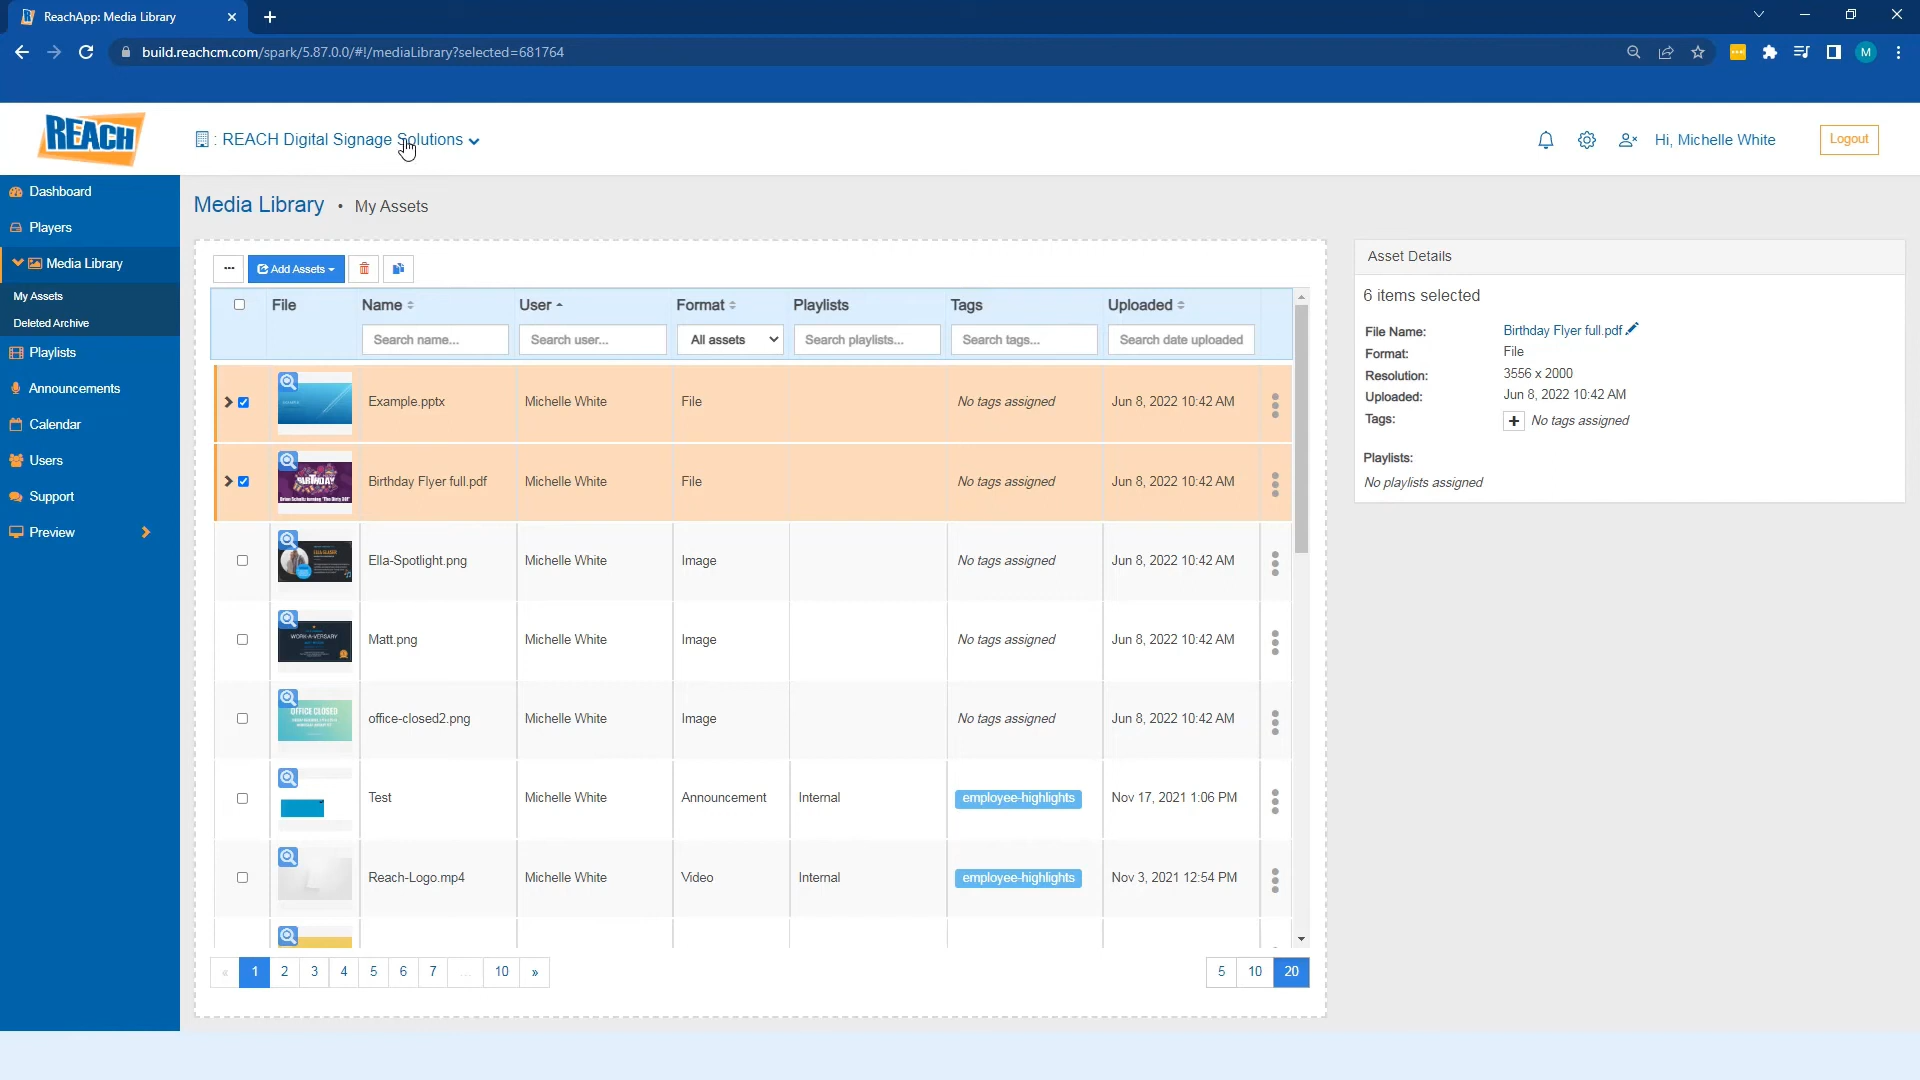 ReachApp: Media Library
build.reachcm.com/spark/5.87.0.0/#!/mediaLibrary?selected=681764
M
REACH
: REACH Digital Signage Solutions
Hi, Michelle White
Logout
Dashboard
Players
Media Library
My Assets
Deleted Archive
Playlists
Announcements
Calendar
Users
Support
Preview
Media Library • My Assets
Add Assets
File Name User Format Playlists Tags Uploaded
Search name... Search user... All assets Search playlists... Search tags... Search date uploaded
Example.pptx Michelle White File No tags assigned Jun 8, 2022 10:42 AM
BIRTHDAY
Birthday Flyer full.pdf Michelle White File No tags assigned Jun 8, 2022 10:42 AM
ELLA GLASER
Ella-Spotlight.png Michelle White Image No tags assigned Jun 8, 2022 10:42 AM
WORK-A-VERSARY
Matt.png Michelle White Image No tags assigned Jun 8, 2022 10:42 AM
OFFICE CLOSED
office-closed2.png Michelle White Image No tags assigned Jun 8, 2022 10:42 AM
Test Michelle White Announcement Internal employee-highlights Nov 17, 2021 1:06 PM
Reach-Logo.mp4 Michelle White Video Internal employee-highlights Nov 3, 2021 12:54 PM
« 1 2 3 4 5 6 7 ... 10 »
5 10 20
Asset Details
6 items selected
File Name: Birthday Flyer full.pdf
Format: File
Resolution: 3556 x 2000
Uploaded: Jun 8, 2022 10:42 AM
Tags: + No tags assigned
Playlists:
No playlists assigned